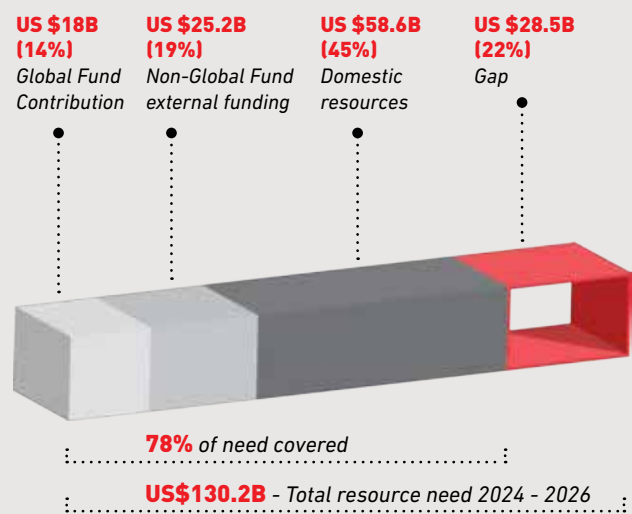 US $18B
(14%)
Global Fund
Contribution
US $25.2B
(19%)
Non-Global Fund
external funding
US $58.6B
(45%)
Domestic
resources
US $28.5B
(22%)
Gap
78% of need covered
US$130.2B - Total resource need 2024 - 2026